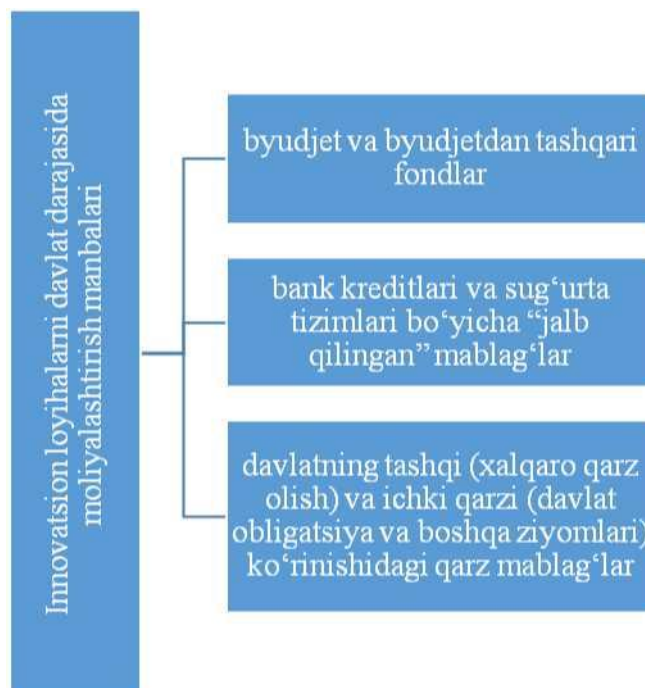 Innovatsion loyihalarni davlat darajasida
moliyalashtirish manbalari
byudjet va byudjetdan tashqari
fondlar
bank kreditlari va sug‘urta
tizimlari bo‘yicha “jalb
qilingan” mablag‘lar
davlatning tashqi (xalqaro qarz
olish) va ichki qarzi (davlat
obligatsiya va boshqa ziyomlari)
ko‘rinishidagi qarz mablag‘lar